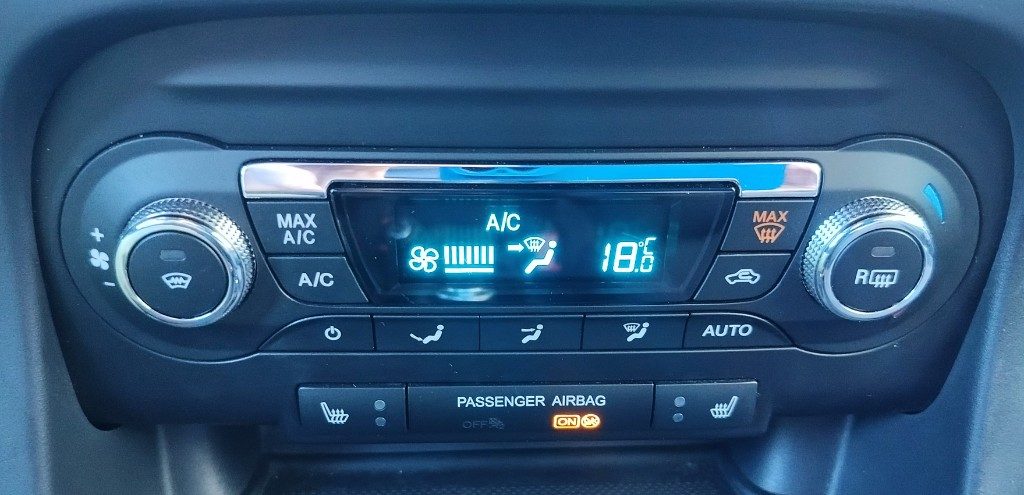 MAX
A/C
A/C
+
-
A/C
18.0 °C
MAX
R
AUTO
PASSENGER AIRBAG
OFF
ON